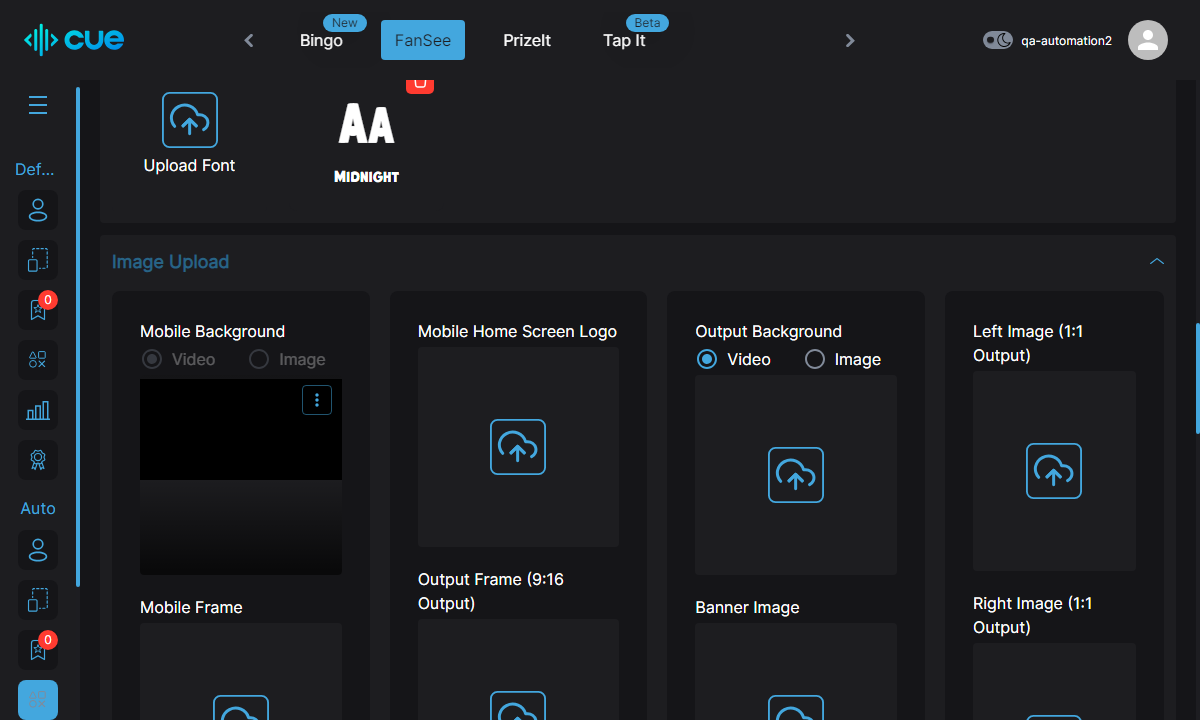 cue
Bingo
New
FanSee
PrizeIt
Tap It
Beta
qa-automation2
Def...
0
Auto
0
Upload Font
AA
Midnight
Image Upload
Mobile Background
Video
Image
Mobile Frame
Mobile Home Screen Logo
Output Frame (9:16
Output)
Output Background
Video
Image
Banner Image
Left Image (1:1
Output)
Right Image (1:1
Output)